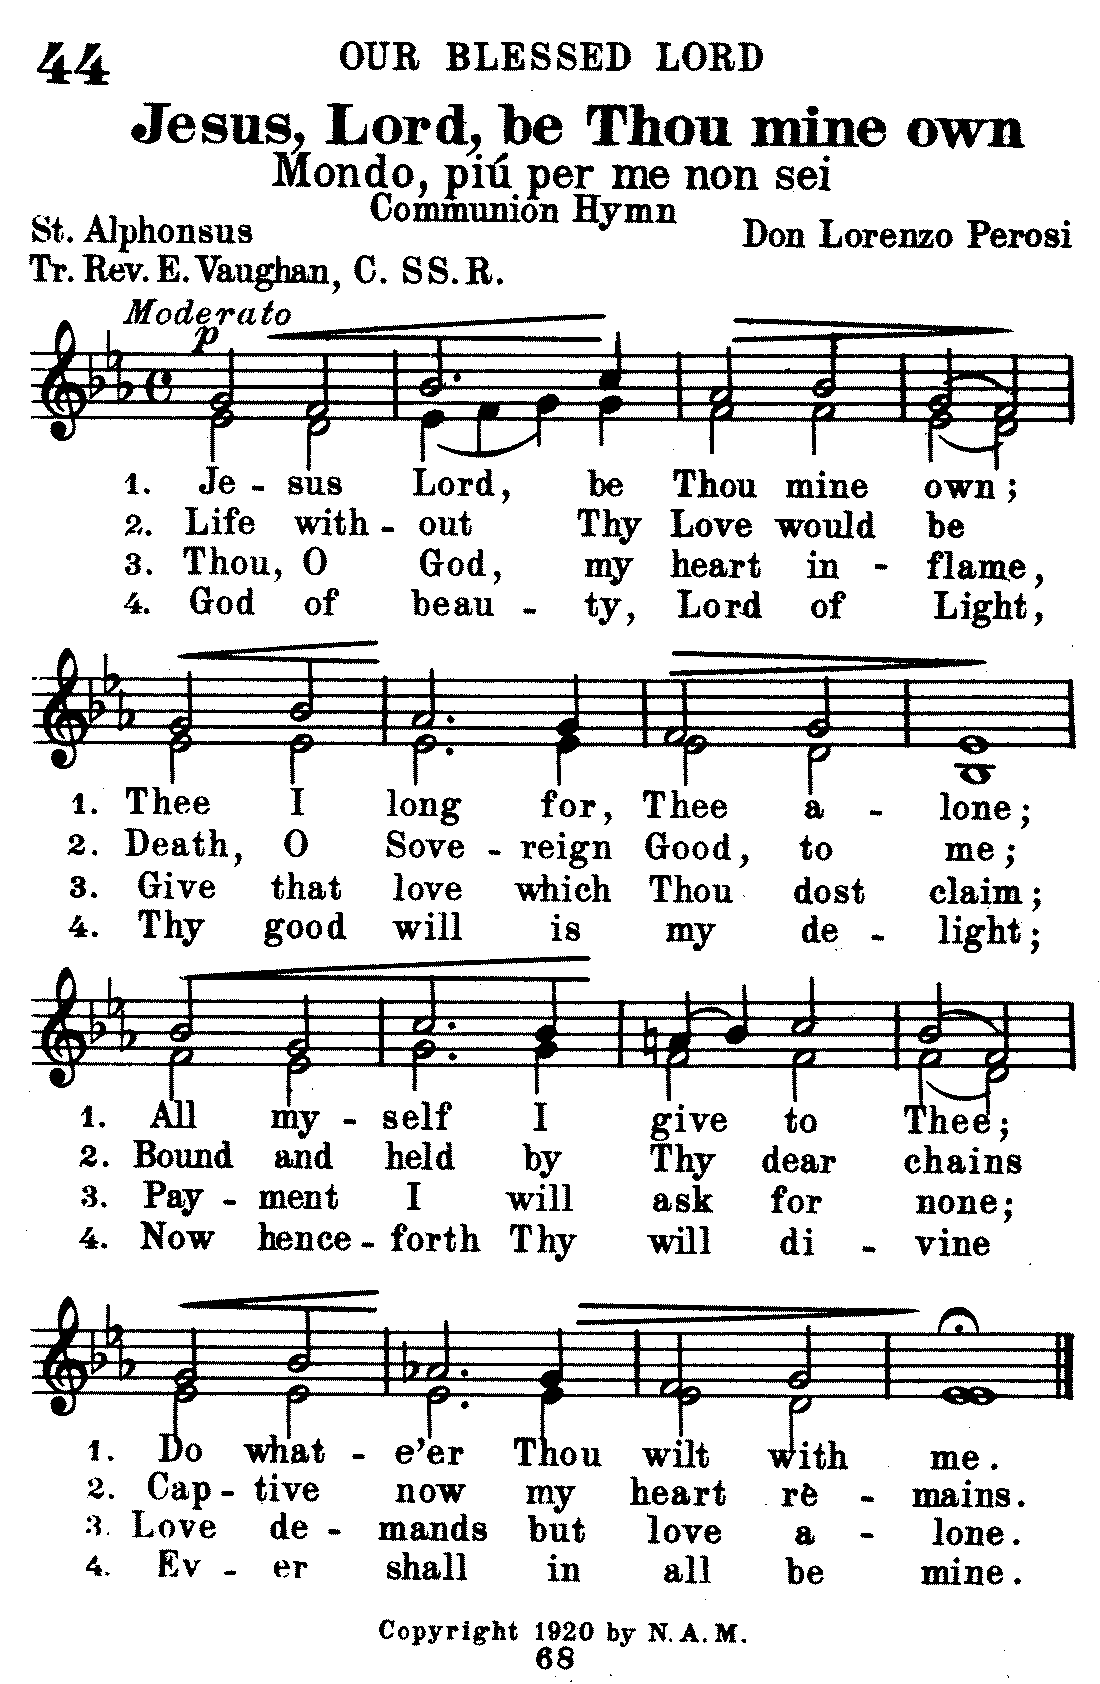 44
OUR BLESSED LORD
Jesus, Lord, be Thou mine own
Mondo, piú per me non sei
Communion Hymn
St. Alphonsus
Don Lorenzo Perosi
Tr. Rev. E. Vaughan, C. SS. R.
Moderato
p
1. Je - sus Lord, be Thou mine own;
2. Life with - out Thy Love would be
3. Thou, O God, my heart in - flame,
4. God of beau - ty, Lord of Light,
1. Thee I long for, Thee a - lone;
2. Death, O Sove - reign Good, to me;
3. Give that love which Thou dost claim;
4. Thy good will is my de - light;
1. All my - self I give to Thee;
2. Bound and held by Thy dear chains
3. Pay - ment I will ask for none;
4. Now hence - forth Thy will di - vine
1. Do what - e'er Thou wilt with me.
2. Cap - tive now my heart rè - mains.
3. Love de - mands but love a - lone.
4. Ev - er shall in all be mine.
Copyright 1920 by N. A. M.
68